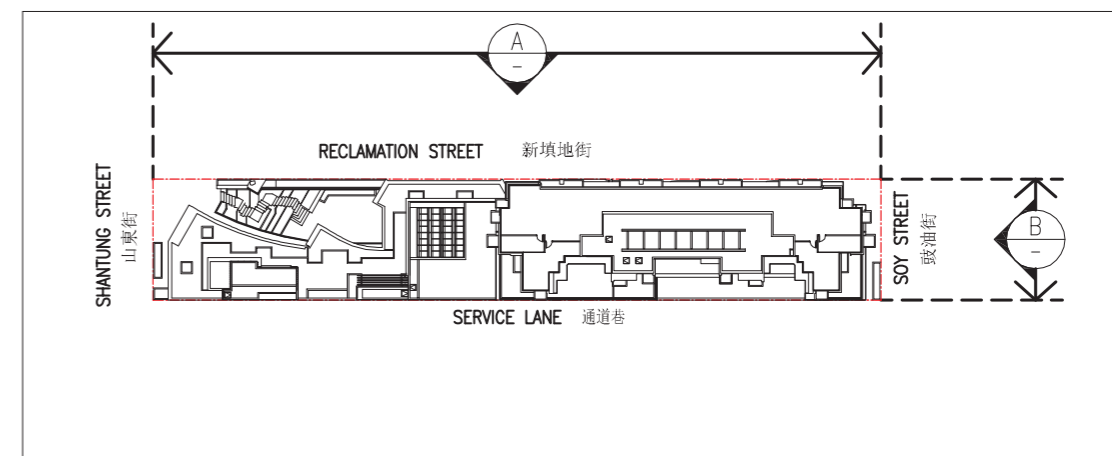 A
-
RECLAMATION STREET 新填地街
SHANTUNG STREET
山東街
SOY STREET
豉油街
B
-
SERVICE LANE 通道巷